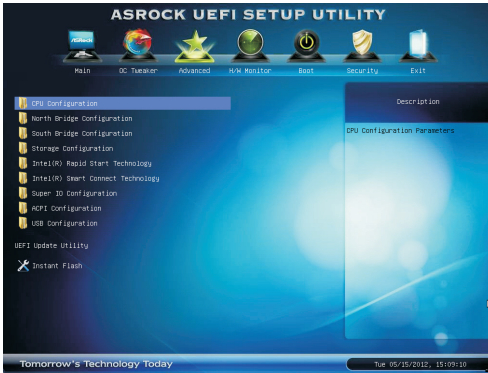 ASROCK UEFI SETUP UTILITY
ASRock
Main OC Tweaker Advanced H/W Monitor Boot Security Exit
CPU Configuration
North Bridge Configuration
South Bridge Configuration
Storage Configuration
Intel(R) Rapid Start Technology
Intel(R) Smart Connect Technology
Super IO Configuration
ACPI Configuration
USB Configuration
UEFI Update Utility
Instant Flash
Description
CPU Configuration Parameters
Tomorrow's Technology Today
Tue 05/15/2012, 15:09:10